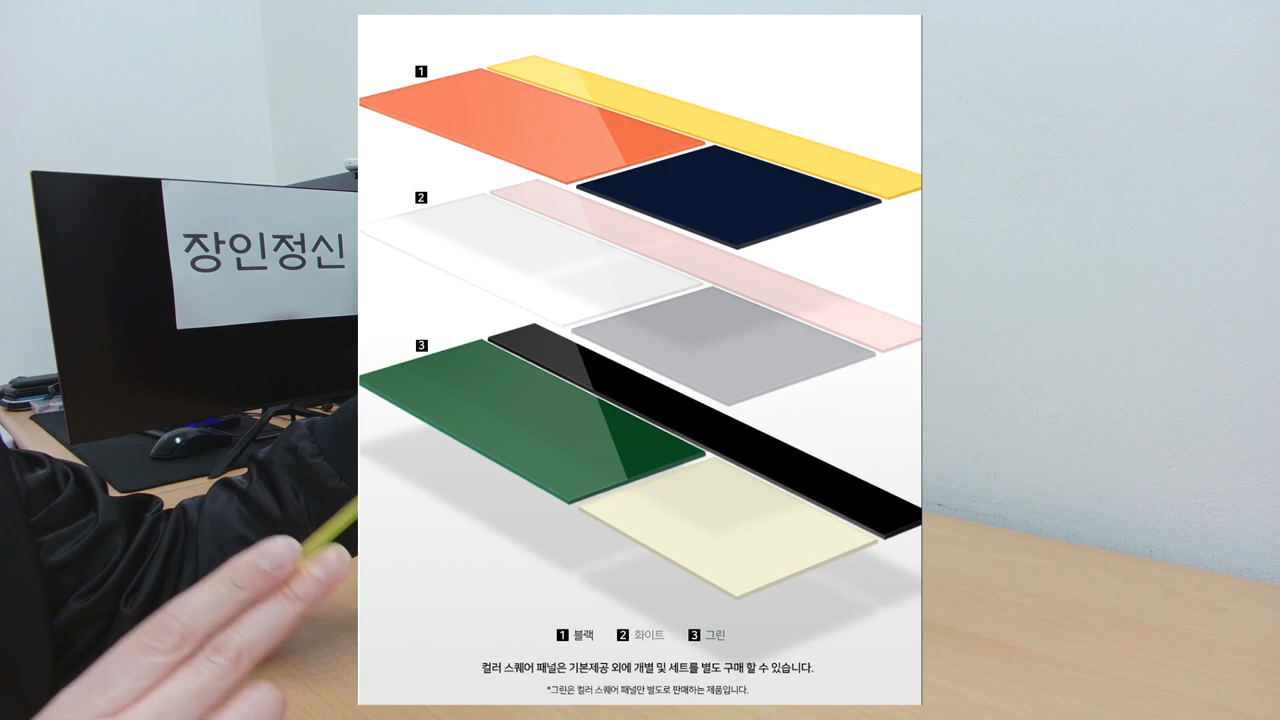 장인정신
1
2
3
1 블랙 2 화이트 3 그린
컬러 스퀘어 패널은 기본제공 외에 개별 및 세트를 별도 구매 할 수 있습니다.
*그린은 컬러 스퀘어 패널만 별도로 판매하는 제품입니다.